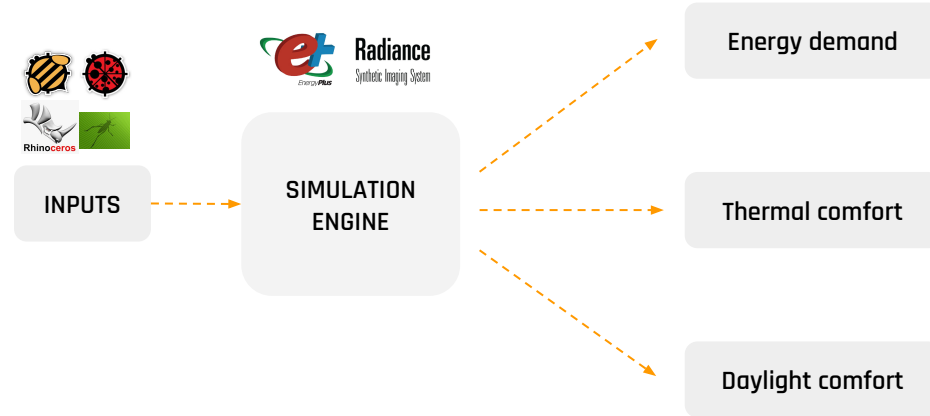 Radiance
Synthetic Imaging System
EnergyPlus
Rhinoceros
INPUTS
SIMULATION
ENGINE
Energy demand
Thermal comfort
Daylight comfort